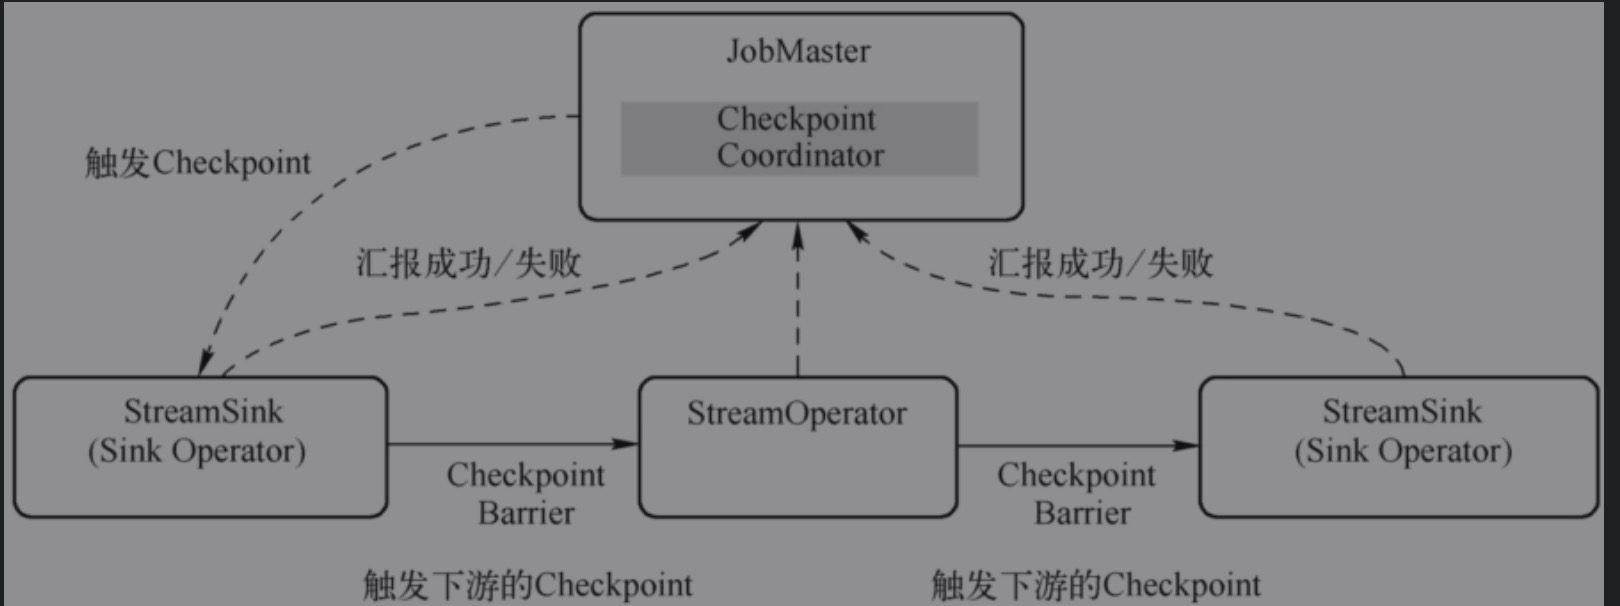 JobMaster
Checkpoint
Coordinator
触发Checkpoint
汇报成功/失败
汇报成功/失败
StreamSink
(Sink Operator)
Checkpoint
Barrier
StreamOperator
Checkpoint
Barrier
StreamSink
(Sink Operator)
触发下游的Checkpoint
触发下游的Checkpoint